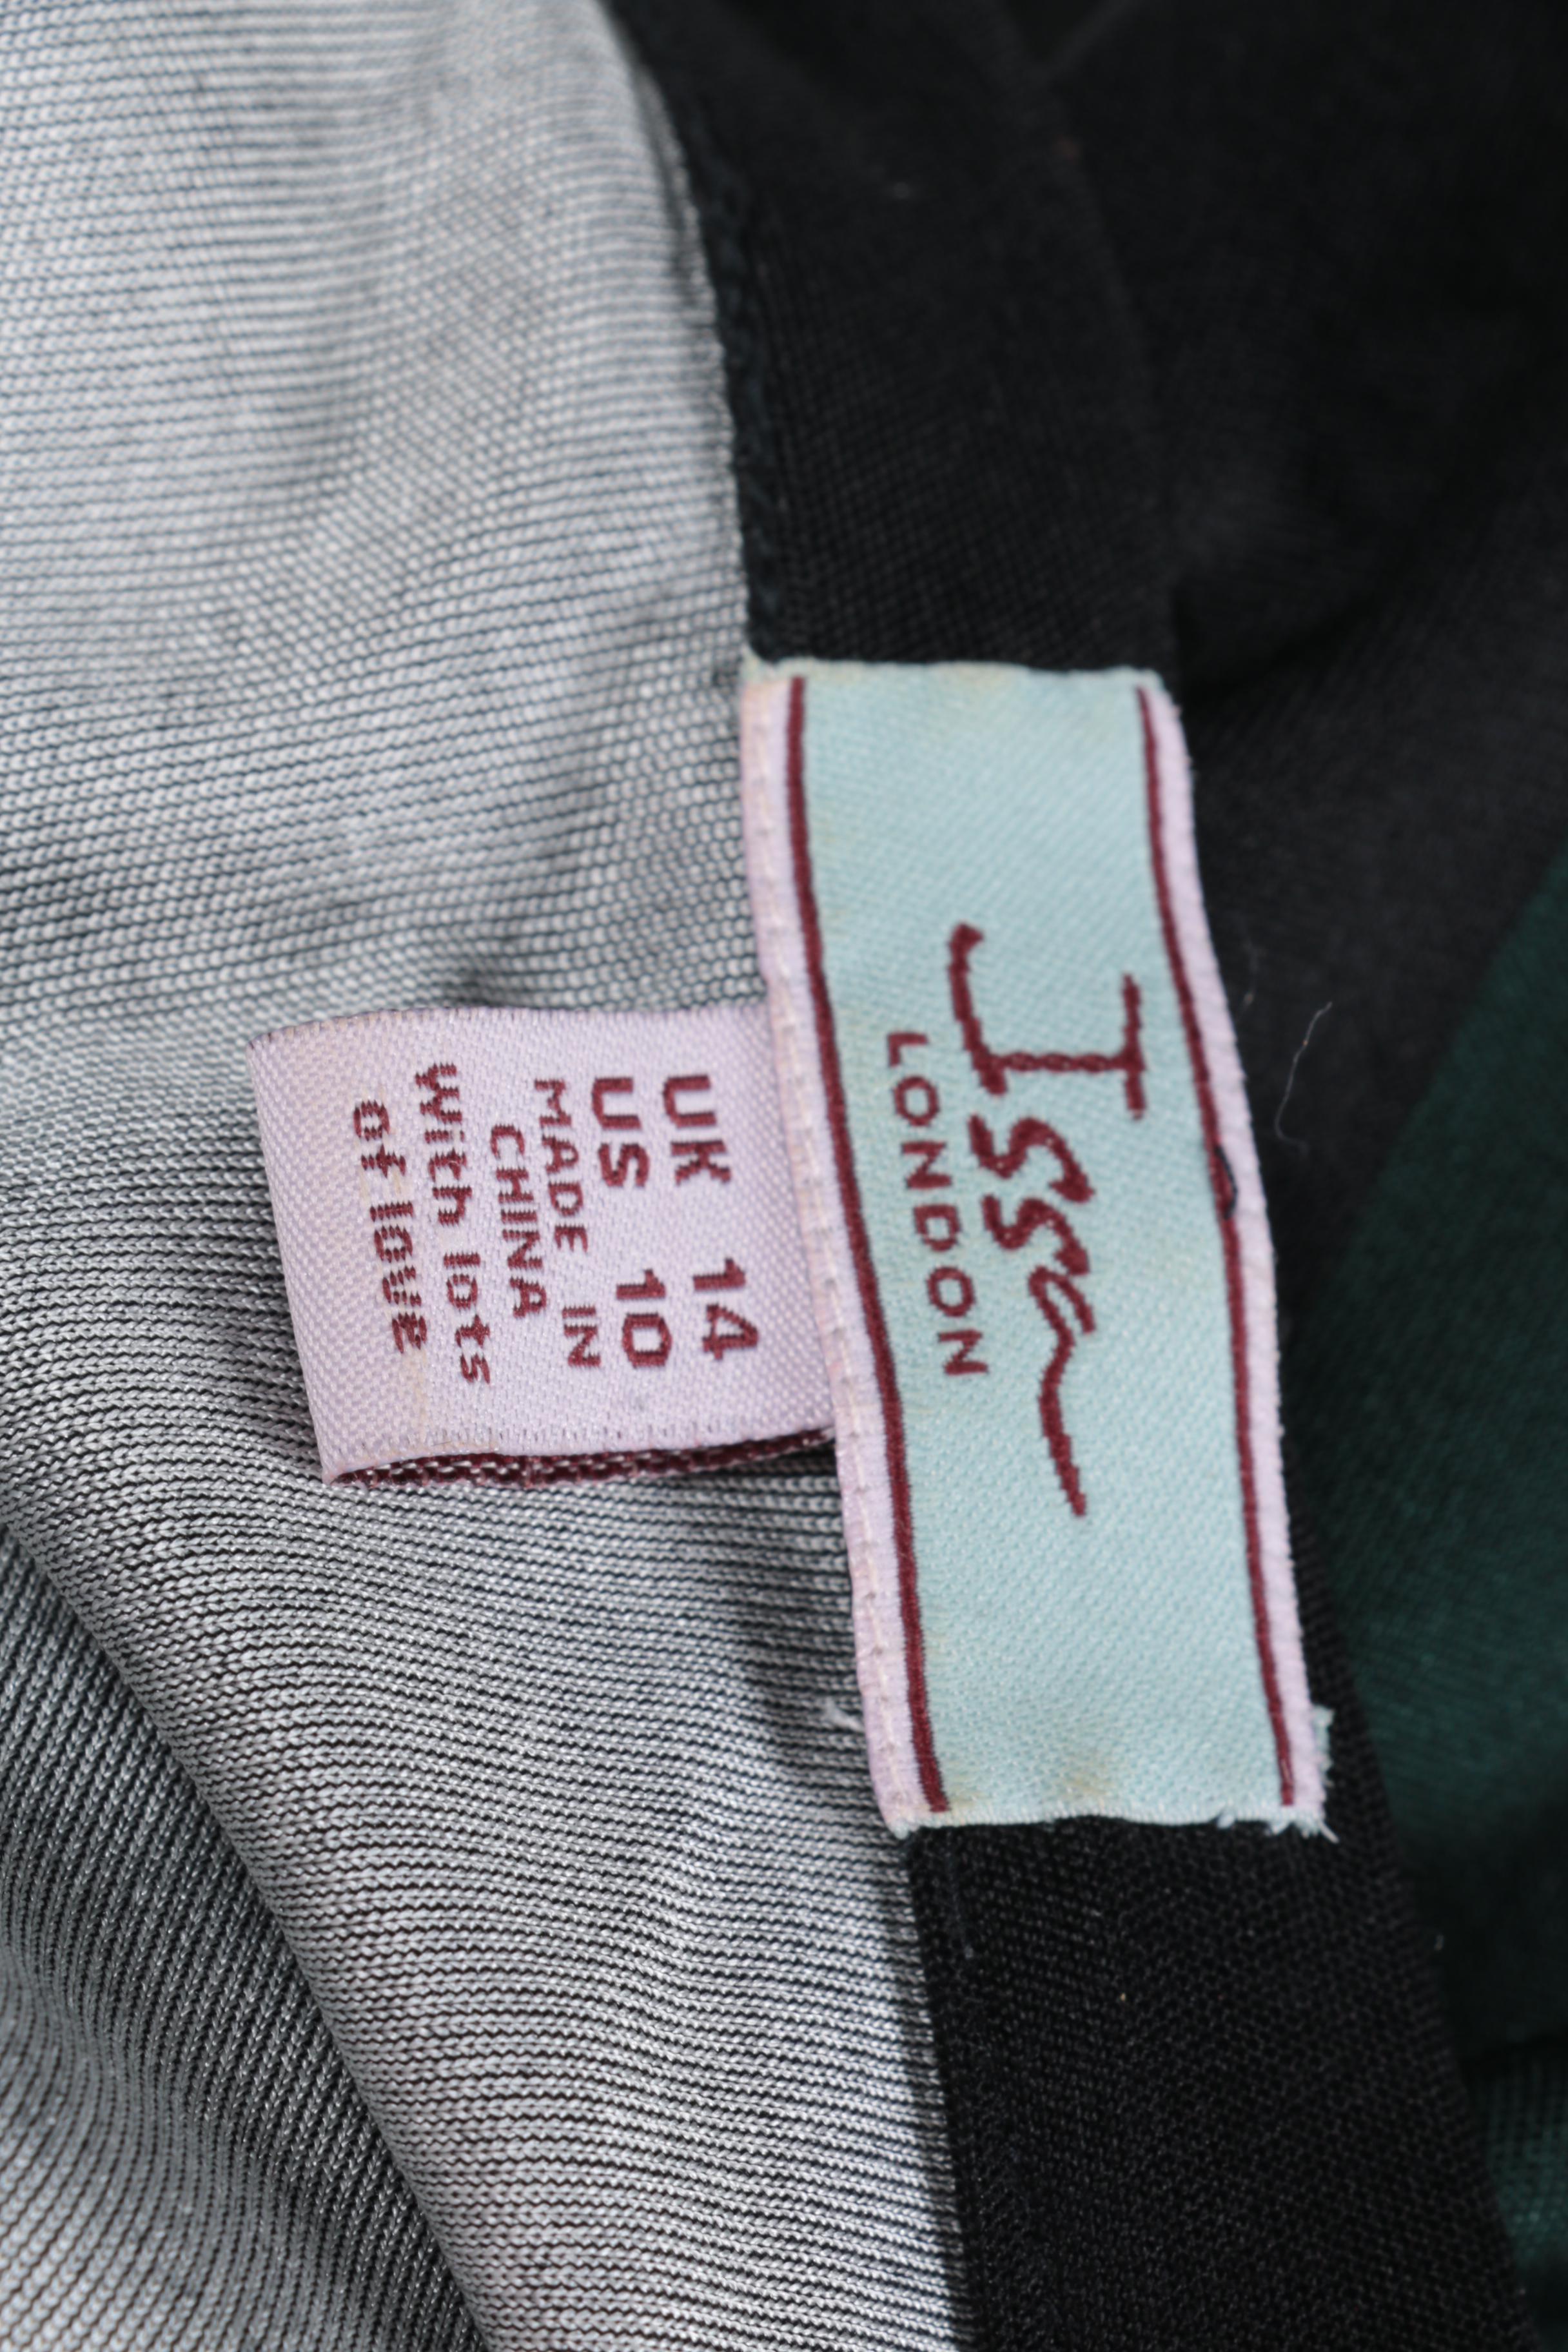 Issa
LONDON
UK 14
US 10
MADE IN
CHINA
With lots
of love